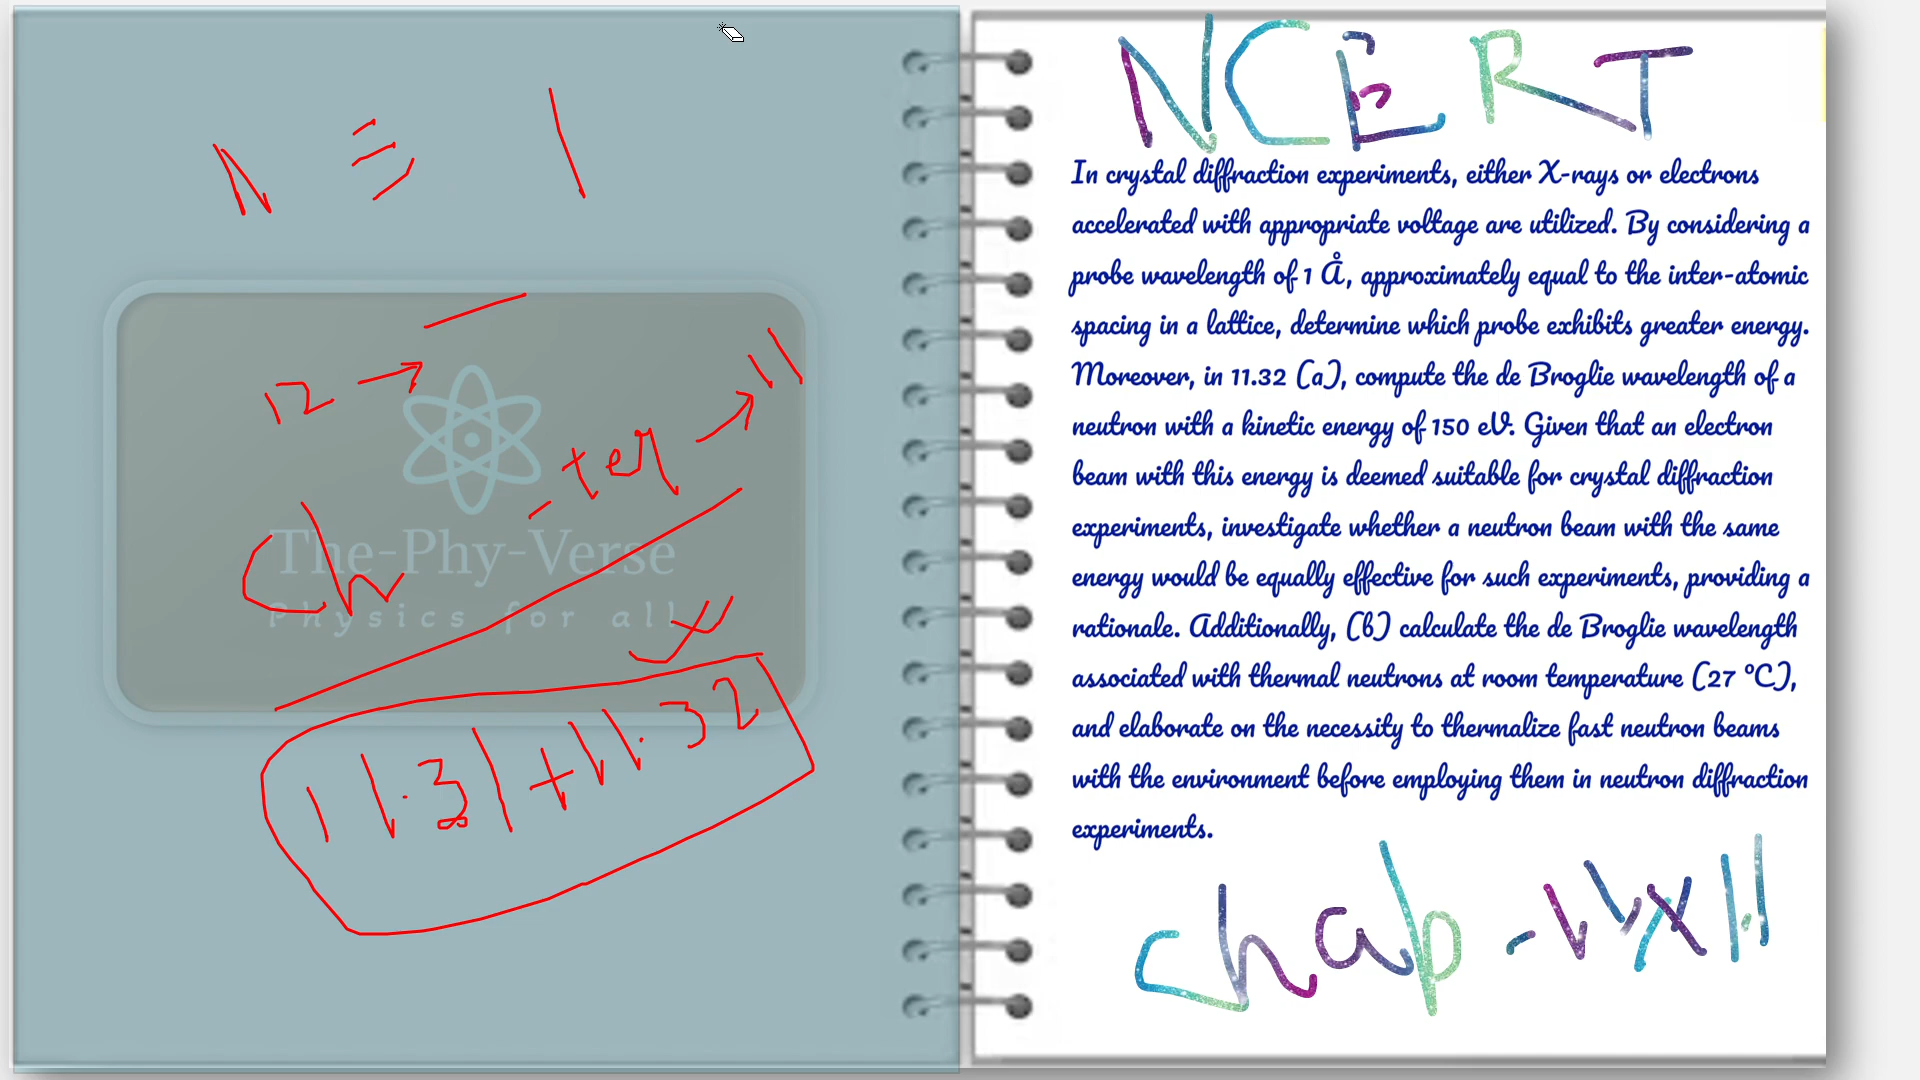 N
12 →
Ch -ter → 11
The-Phy-Verse
Physics for all
11.31+11.32
NCERT
In crystal diffraction experiments, either X-rays or electrons
accelerated with appropriate voltage are utilized. By considering a
probe wavelength of 1 Å, approximately equal to the inter-atomic
spacing in a lattice, determine which probe exhibits greater energy.
Moreover, in 11.32 (a), compute the de Broglie wavelength of a
neutron with a kinetic energy of 150 eV. Given that an electron
beam with this energy is deemed suitable for crystal diffraction
experiments, investigate whether a neutron beam with the same
energy would be equally effective for such experiments, providing a
rationale. Additionally, (b) calculate the de Broglie wavelength
associated with thermal neutrons at room temperature (27 °C),
and elaborate on the necessity to thermalize fast neutron beams
with the environment before employing them in neutron diffraction
experiments.
chap -